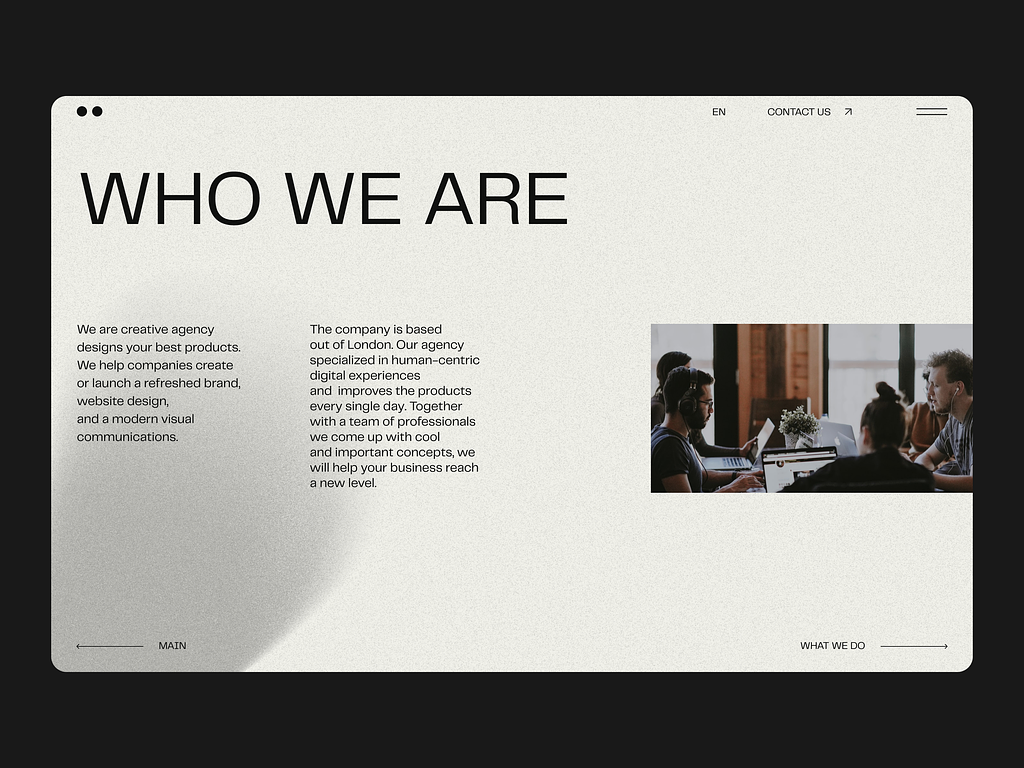 EN
CONTACT US
WHO WE ARE
We are creative agency
designs your best products.
We help companies create
or launch a refreshed brand,
website design,
and a modern visual
communications.
The company is based
out of London. Our agency
specialized in human-centric
digital experiences
and  improves the products
every single day. Together
with a team of professionals
we come up with cool
and important concepts, we
will help your business reach
a new level.
MAIN
WHAT WE DO